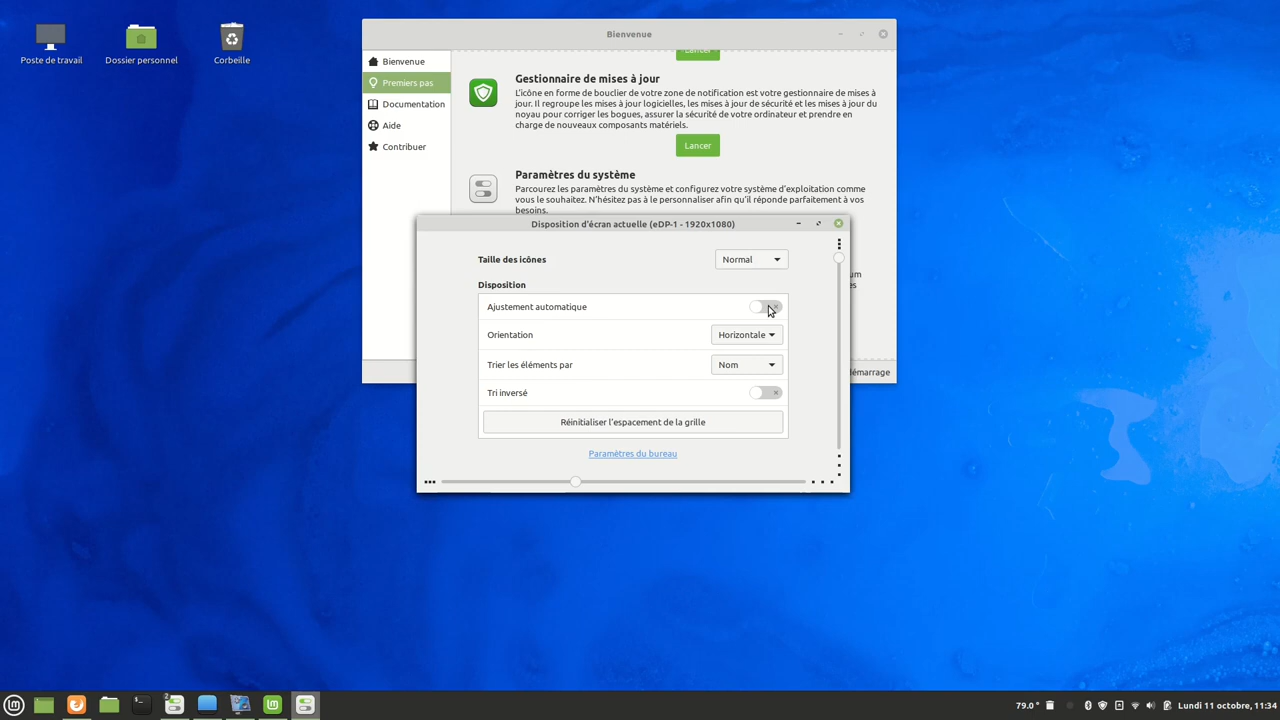 Poste de travail
Dossier personnel
Corbeille
Bienvenue
Bienvenue
Premiers pas
Documentation
Aide
Contribuer
Lancer
Gestionnaire de mises à jour
L'icône en forme de bouclier de votre zone de notification est votre gestionnaire de mises à
jour. Il regroupe les mises à jour logicielles, les mises à jour de sécurité et les mises à jour du
noyau pour corriger les bogues, assurer la sécurité de votre ordinateur et prendre en
charge de nouveaux composants matériels.
Lancer
Paramètres du système
Parcourez les paramètres du système et configurez votre système d'exploitation comme
vous le souhaitez. N'hésitez pas à le personnaliser afin qu'il réponde parfaitement à vos
besoins.
Disposition d'écran actuelle (eDP-1 - 1920x1080)
Taille des icônes
Normal
Disposition
Ajustement automatique
Orientation
Horizontale
Trier les éléments par
Nom
Tri inversé
Réinitialiser l'espacement de la grille
Paramètres du bureau
um
es
émarrage
2
79.0 °
Lundi 11 octobre, 11:34